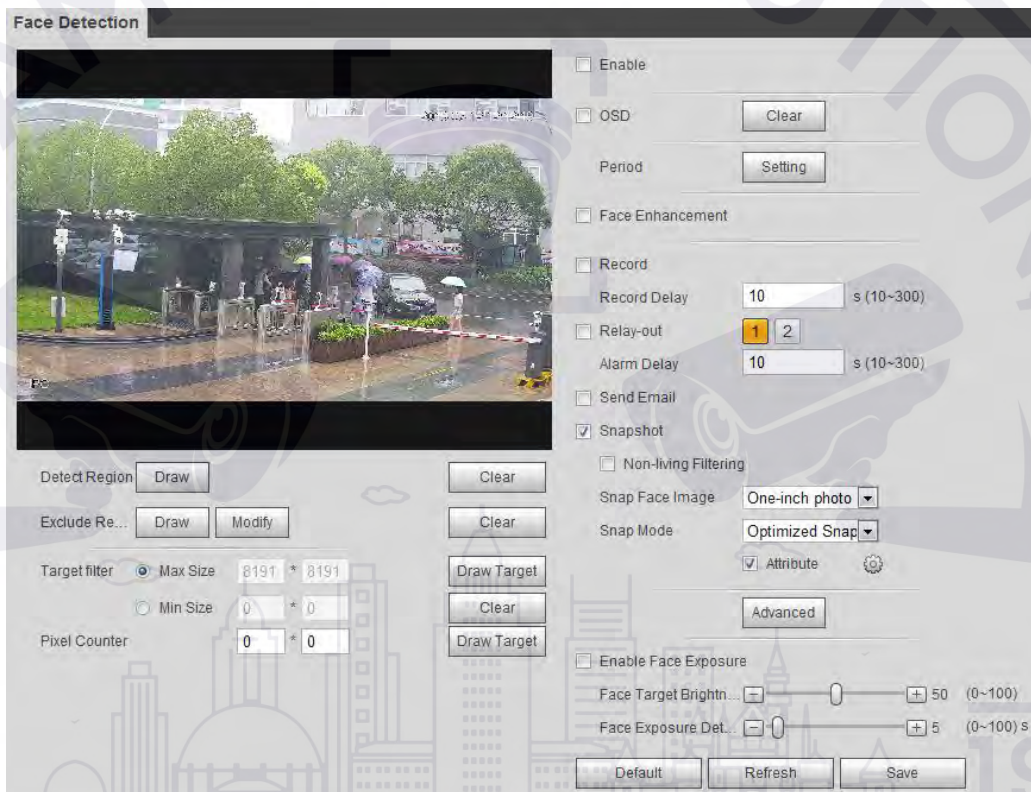 Face Detection
Enable
OSD Clear
Period Setting
Face Enhancement
Record
Record Delay 10 s (10~300)
Relay-out 1 2
Alarm Delay 10 s (10~300)
Send Email
Snapshot
Non-living Filtering
Snap Face Image One-inch photo
Snap Mode Optimized Snap
Attribute
Advanced
Enable Face Exposure
Face Target Brightn... 50 (0~100)
Face Exposure Det... 5 (0~100) s
Default Refresh Save
Detect Region Draw Clear
Exclude Re... Draw Modify Clear
Target filter Max Size 8191 * 8191 Draw Target
Min Size 0 * 0 Clear
Pixel Counter 0 * 0 Draw Target